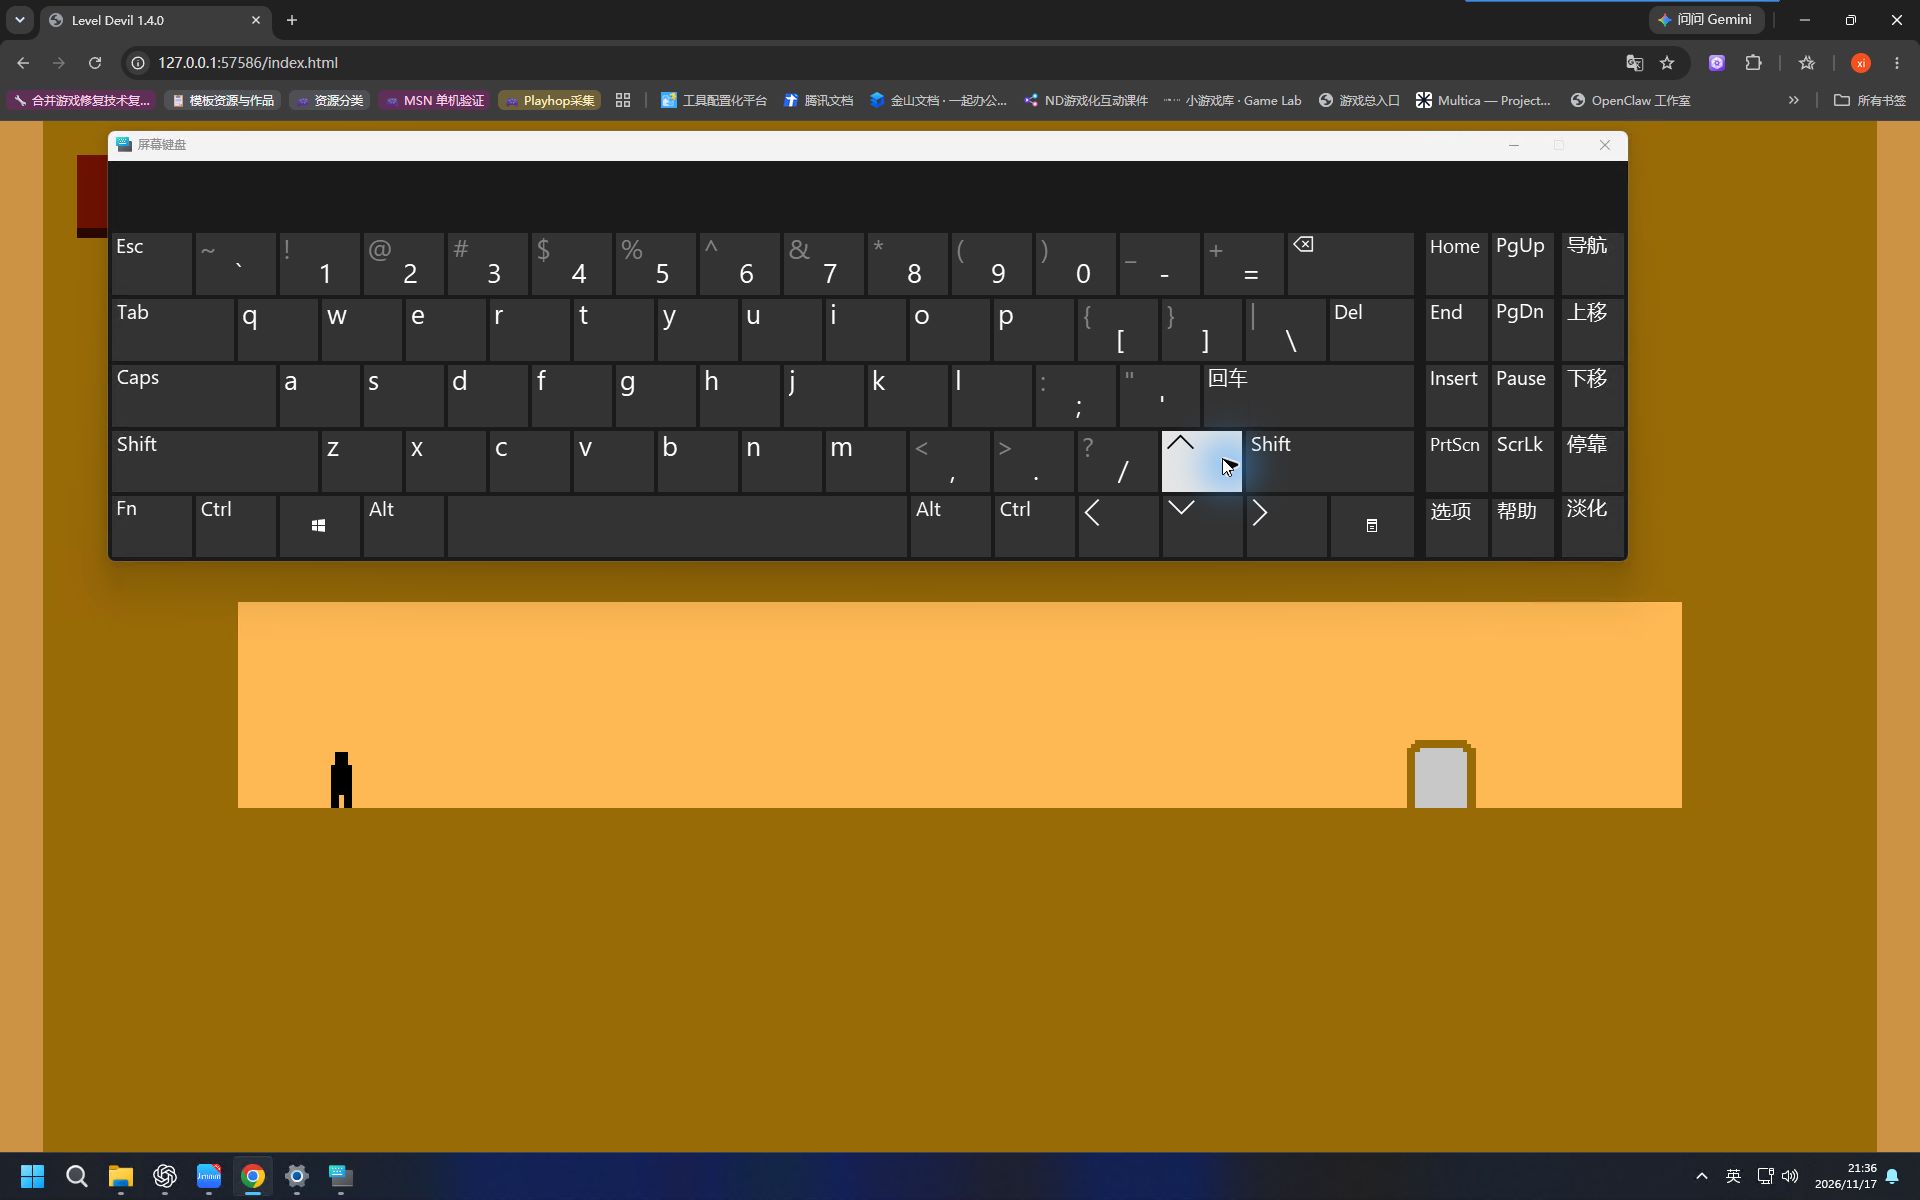 Level Devil 1.4.0
问问 Gemini
127.0.0.1:57586/index.html
xi
合并游戏修复技术复... 模板资源与作品 资源分类 MSN 单机验证 Playhop采集 工具配置化平台 腾讯文档 金山文档 · 一起办公... ND游戏化互动课件 小游戏库 · Game Lab 游戏总入口 Multica — Project... OpenClaw 工作室 » 所有书签
屏幕键盘
Esc ~ ` ! 1 @ 2 # 3 $ 4 % 5 ^ 6 & 7 * 8 ( 9 ) 0 _ - + = Home PgUp 导航
Tab q w e r t y u i o p { [ } ] | \ Del End PgDn 上移
Caps a s d f g h j k l : ; " ' 回车 Insert Pause 下移
Shift z x c v b n m < , > . ? / Shift PrtScn ScrLk 停靠
Fn Ctrl Alt Alt Ctrl 选项 帮助 淡化
英
21:36
2026/11/17